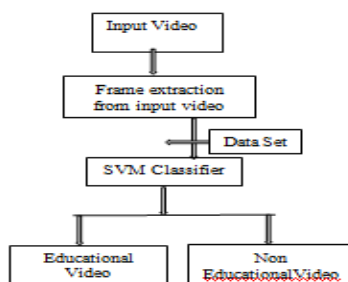 Input Video
Frame extraction
from input video
Data Set
SVM Classifier
Educational
Video
Non
EducationalVideo